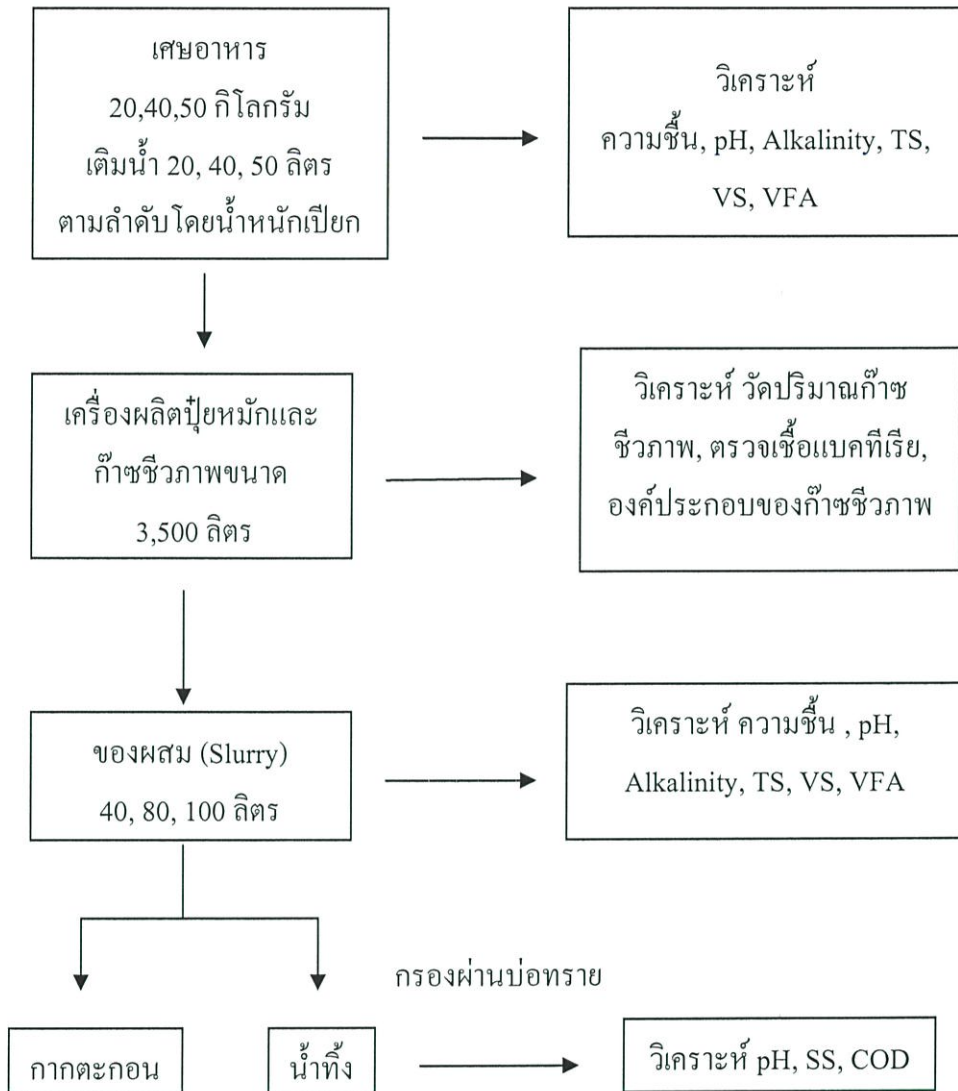 เศษอาหาร
20,40,50 กิโลกรัม
เติมน้ำ 20, 40, 50 ลิตร
ตามลำดับโดยน้ำหนักเปียก
วิเคราะห์
ความชื้น, pH, Alkalinity, TS,
VS, VFA
เครื่องผลิตปุ๋ยหมักและ
ก๊าซชีวภาพขนาด
3,500 ลิตร
วิเคราะห์ วัดปริมาณก๊าซ
ชีวภาพ, ตรวจเชื้อแบคทีเรีย,
องค์ประกอบของก๊าซชีวภาพ
ของผสม (Slurry)
40, 80, 100 ลิตร
วิเคราะห์ ความชื้น , pH,
Alkalinity, TS, VS, VFA
กรองผ่านบ่อทราย
กากตะกอน
น้ำทิ้ง
วิเคราะห์ pH, SS, COD